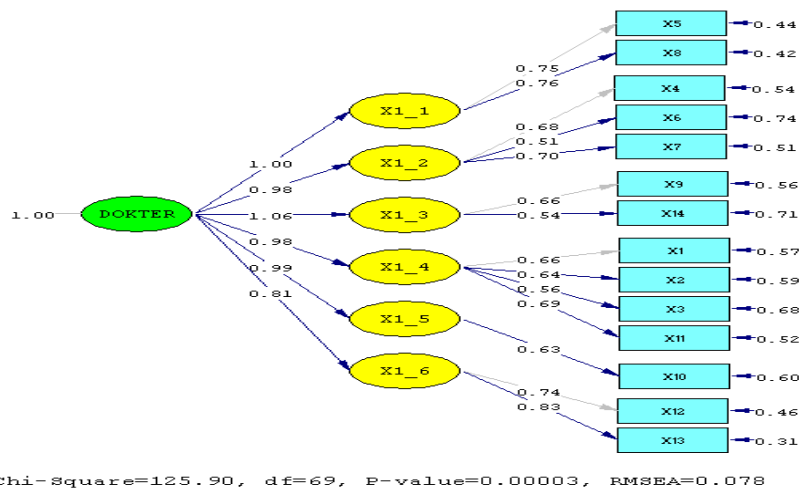 X5 0.44
0.75
X8 0.42
0.76
X4 0.54
X1_1
0.68
X6 0.74
0.51
X7 0.51
0.70
X1_2
1.00
X9 0.56
0.98
0.66
1.00 DOKTER 1.06 X1_3 0.54 X14 0.71
0.98
X1 0.57
0.66
0.99 X1_4 0.64 X2 0.59
0.56
0.81
0.69
X3 0.68
X1_5
X11 0.52
0.63
X1_6
X10 0.60
0.74
0.83
X12 0.46
X13 0.31
Chi-Square=125.90, df=69, P-value=0.00003, RMSEA=0.078